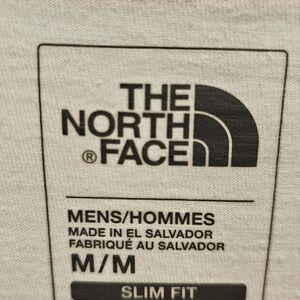 THE
NORTH
® FACE
MENS/HOMMES
MADE IN EL SALVADOR
FABRIQUÉ AU SALVADOR
M/M
SLIM FIT